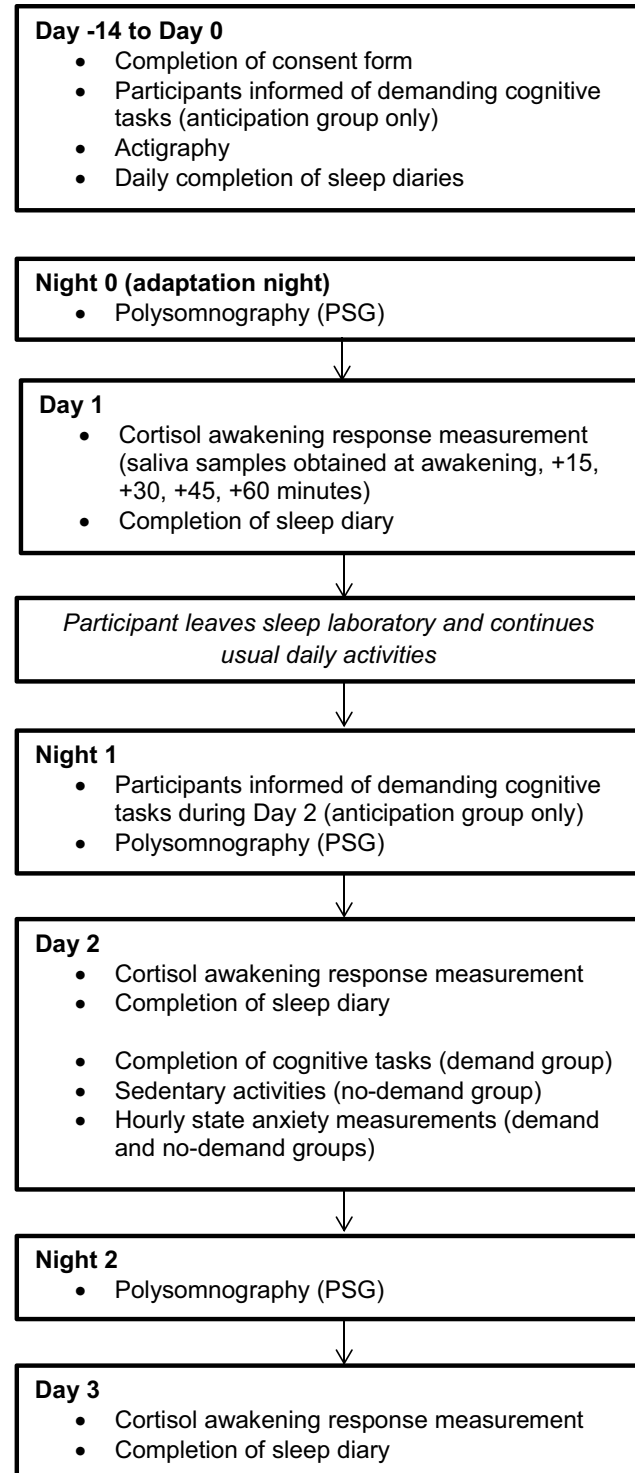 Day -14 to Day 0
• Completion of consent form
• Participants informed of demanding cognitive
tasks (anticipation group only)
• Actigraphy
• Daily completion of sleep diaries
Night 0 (adaptation night)
• Polysomnography (PSG)
Day 1
• Cortisol awakening response measurement
(saliva samples obtained at awakening, +15,
+30, +45, +60 minutes)
• Completion of sleep diary
Participant leaves sleep laboratory and continues
usual daily activities
Night 1
• Participants informed of demanding cognitive
tasks during Day 2 (anticipation group only)
• Polysomnography (PSG)
Day 2
• Cortisol awakening response measurement
• Completion of sleep diary
• Completion of cognitive tasks (demand group)
• Sedentary activities (no-demand group)
• Hourly state anxiety measurements (demand
and no-demand groups)
Night 2
• Polysomnography (PSG)
Day 3
• Cortisol awakening response measurement
• Completion of sleep diary